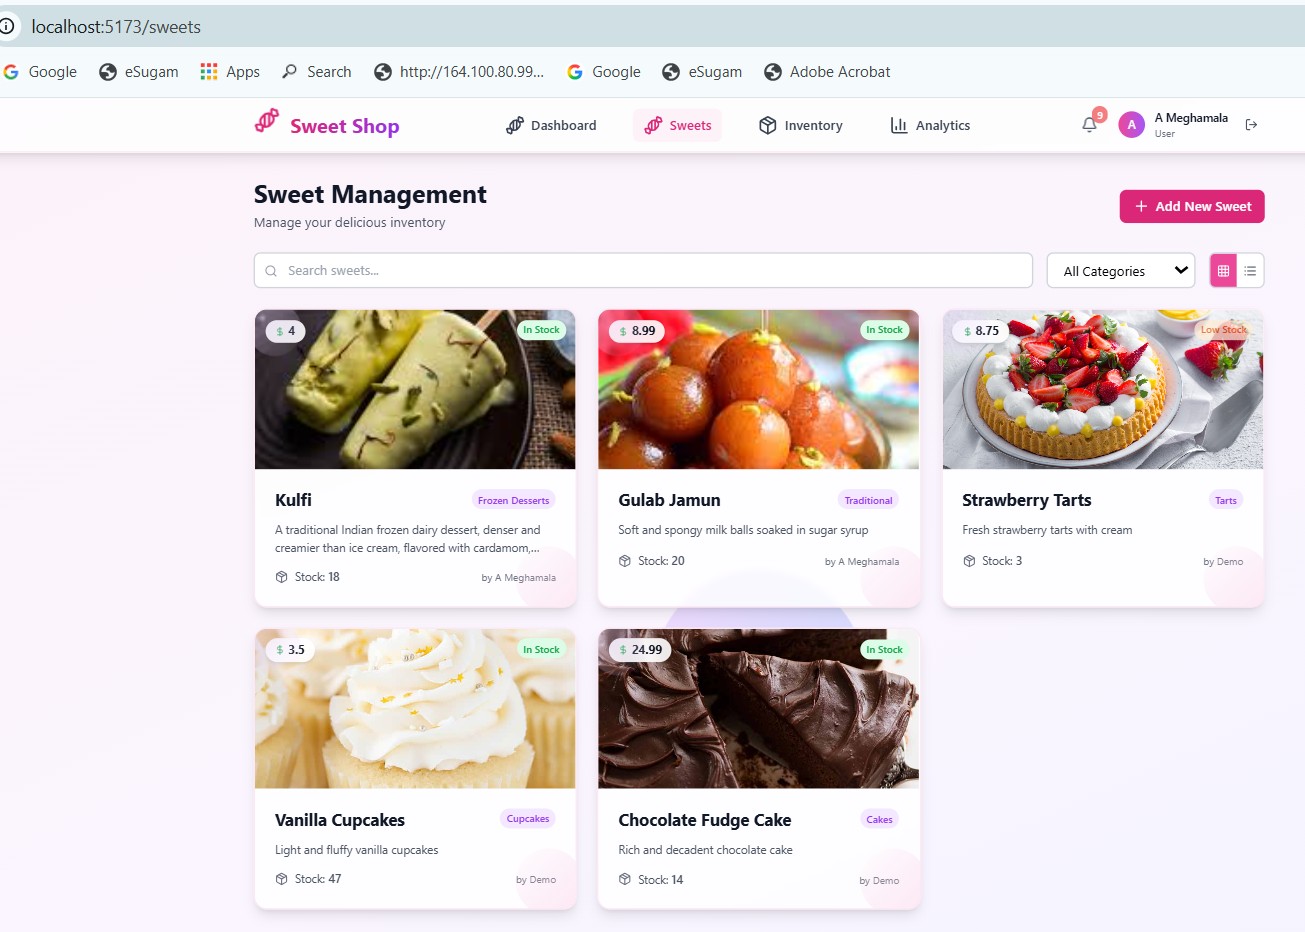 localhost:5173/sweets
Google eSugam Apps Search http://164.100.80.99... Google eSugam Adobe Acrobat
Sweet Shop Dashboard Sweets Inventory Analytics 9 A A Meghamala
User
Sweet Management
Manage your delicious inventory
+ Add New Sweet
Search sweets...
All Categories
$ 4 In Stock
Kulfi Frozen Desserts
A traditional Indian frozen dairy dessert, denser and
creamier than ice cream, flavored with cardamom,...
Stock: 18 by A Meghamala
$ 8.99 In Stock
Gulab Jamun Traditional
Soft and spongy milk balls soaked in sugar syrup
Stock: 20 by A Meghamala
$ 8.75 Low Stock
Strawberry Tarts Tarts
Fresh strawberry tarts with cream
Stock: 3 by Demo
$ 3.5 In Stock
Vanilla Cupcakes Cupcakes
Light and fluffy vanilla cupcakes
Stock: 47 by Demo
$ 24.99 In Stock
Chocolate Fudge Cake Cakes
Rich and decadent chocolate cake
Stock: 14 by Demo